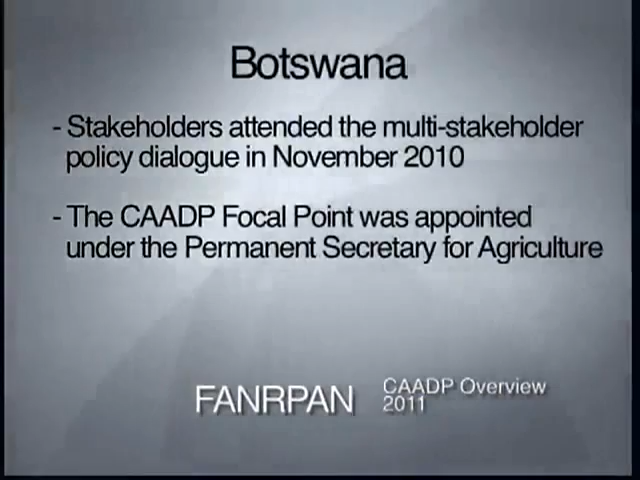 Botswana
- Stakeholders attended the multi-stakeholder
policy dialogue in November 2010
- The CAADP Focal Point was appointed
under the Permanent Secretary for Agriculture
FANRPAN
CAADP Overview
2011